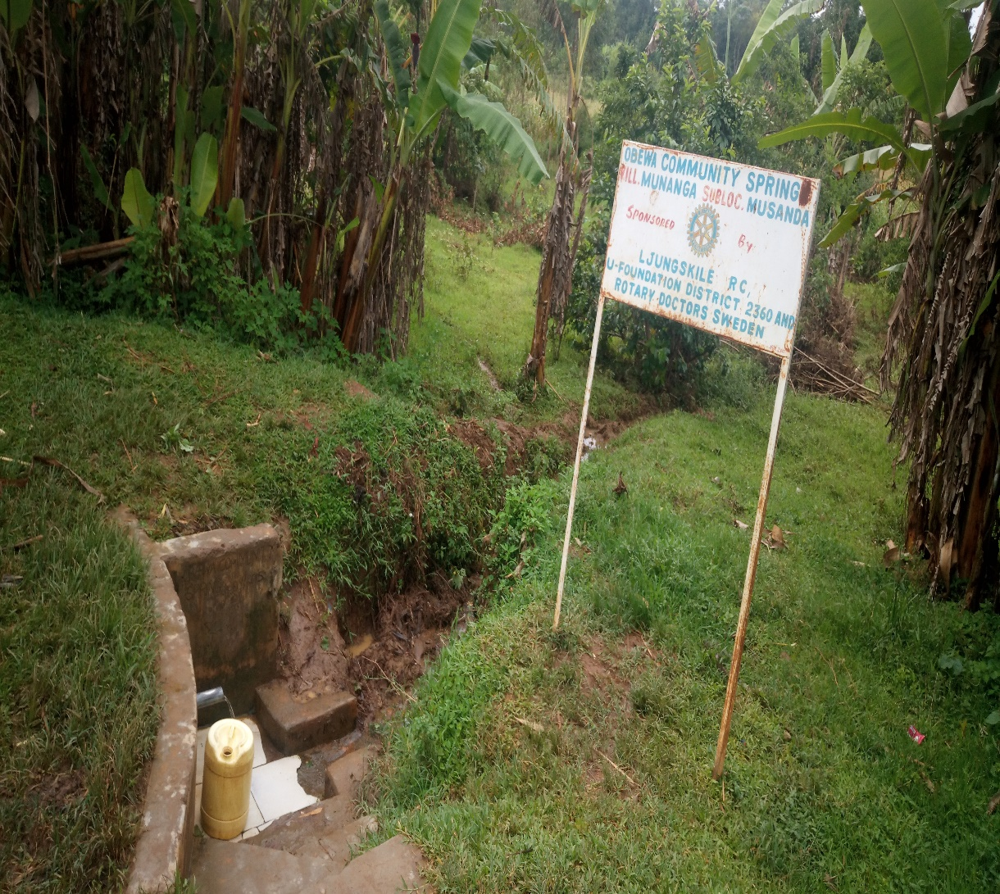 OBEWA COMMUNITY SPRING
VILL. MUNANGA SUBLOC. MUSANDA
SPONSORED By
LJUNGSKILE RC,
U-FOUNDATION DISTRICT 2360 AND
ROTARY DOCTORS SWEDEN